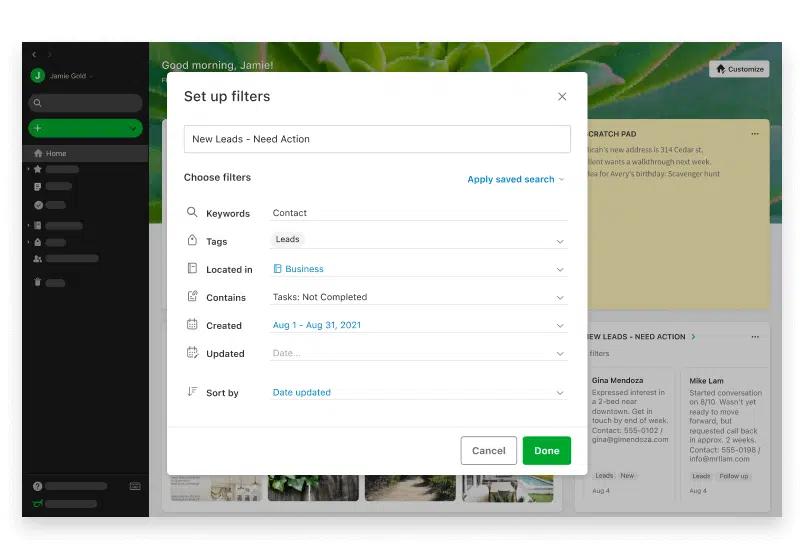 J
Jamie Gold
Home
Good morning, Jamie!
Customize
Set up filters
New Leads - Need Action
Choose filters
Apply saved search
Keywords
Contact
Tags
Leads
Located in
Business
Contains
Tasks: Not Completed
Created
Aug 1 - Aug 31, 2021
Updated
Date...
Sort by
Date updated
Cancel
Done
CRATCH PAD
icah's new address is 314 Cedar st.
lient wants a walkthrough next week.
dea for Avery's birthday: Scavenger hunt
EW LEADS - NEED ACTION
filters
Gina Mendoza
Expressed interest in
a 2-bed near
downtown. Get in
touch by end of week.
Contact: 555-0102 /
gina@gimendoza.com
Leads New
Aug 4
Mike Lam
Started conversation
on 8/10. Wasn't yet
ready to move
forward, but
requested call back
in approx. 2 weeks.
Contact: 555-0198 /
info@mrllam.com
Leads Follow up
Aug 4